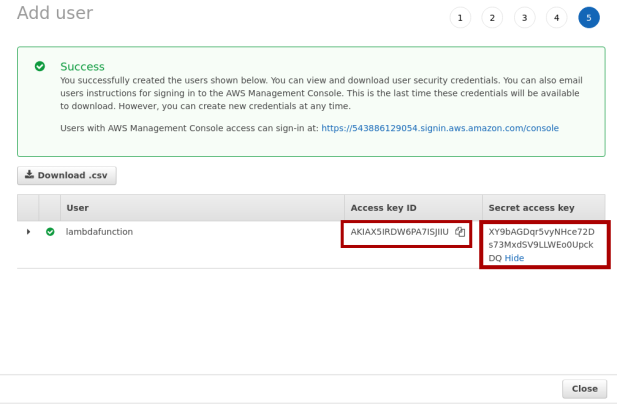 Add user
1 2 3 4 5
Success
You successfully created the users shown below. You can view and download user security credentials. You can also email
users instructions for signing in to the AWS Management Console. This is the last time these credentials will be available
to download. However, you can create new credentials at any time.
Users with AWS Management Console access can sign-in at: https://543886129054.signin.aws.amazon.com/console
Download .csv
User Access key ID Secret access key
lambdafunction AKIAX5IRDW6PA7ISJIIU XY9bAGDqr5vyNHce72D
s73MxdSV9LLWEo0Upck
DQ Hide
Close